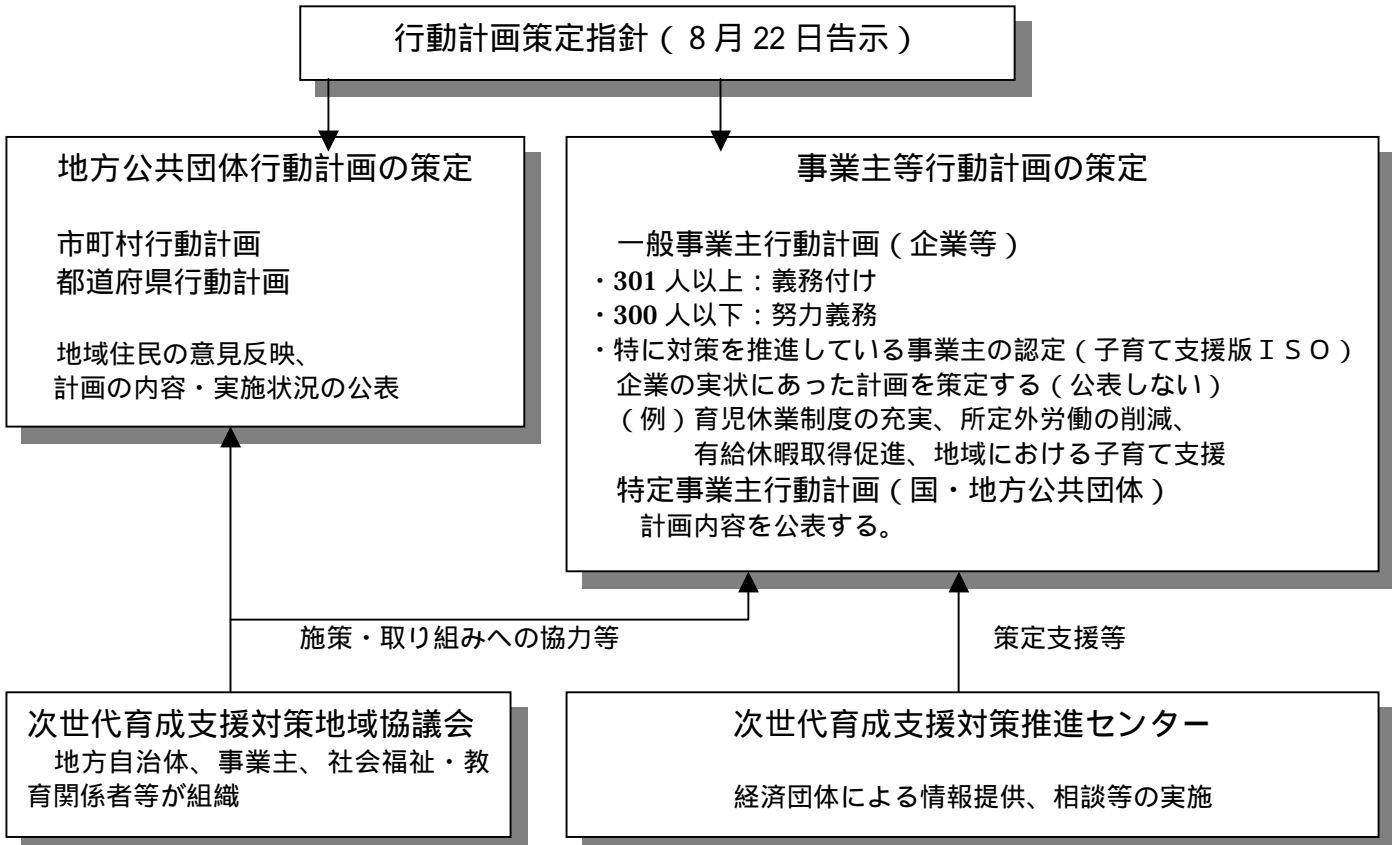 行動計画策定指針（8月22日告示）
地方公共団体行動計画の策定
市町村行動計画
都道府県行動計画
地域住民の意見反映、
計画の内容・実施状況の公表
事業主等行動計画の策定
一般事業主行動計画（企業等）
・301人以上：義務付け
・300人以下：努力義務
・特に対策を推進している事業主の認定（子育て支援版ＩＳＯ）
企業の実状にあった計画を策定する（公表しない）
（例）育児休業制度の充実、所定外労働の削減、
有給休暇取得促進、地域における子育て支援
特定事業主行動計画（国・地方公共団体）
計画内容を公表する。
施策・取り組みへの協力等
策定支援等
次世代育成支援対策地域協議会
地方自治体、事業主、社会福祉・教
育関係者等が組織
次世代育成支援対策推進センター
経済団体による情報提供、相談等の実施